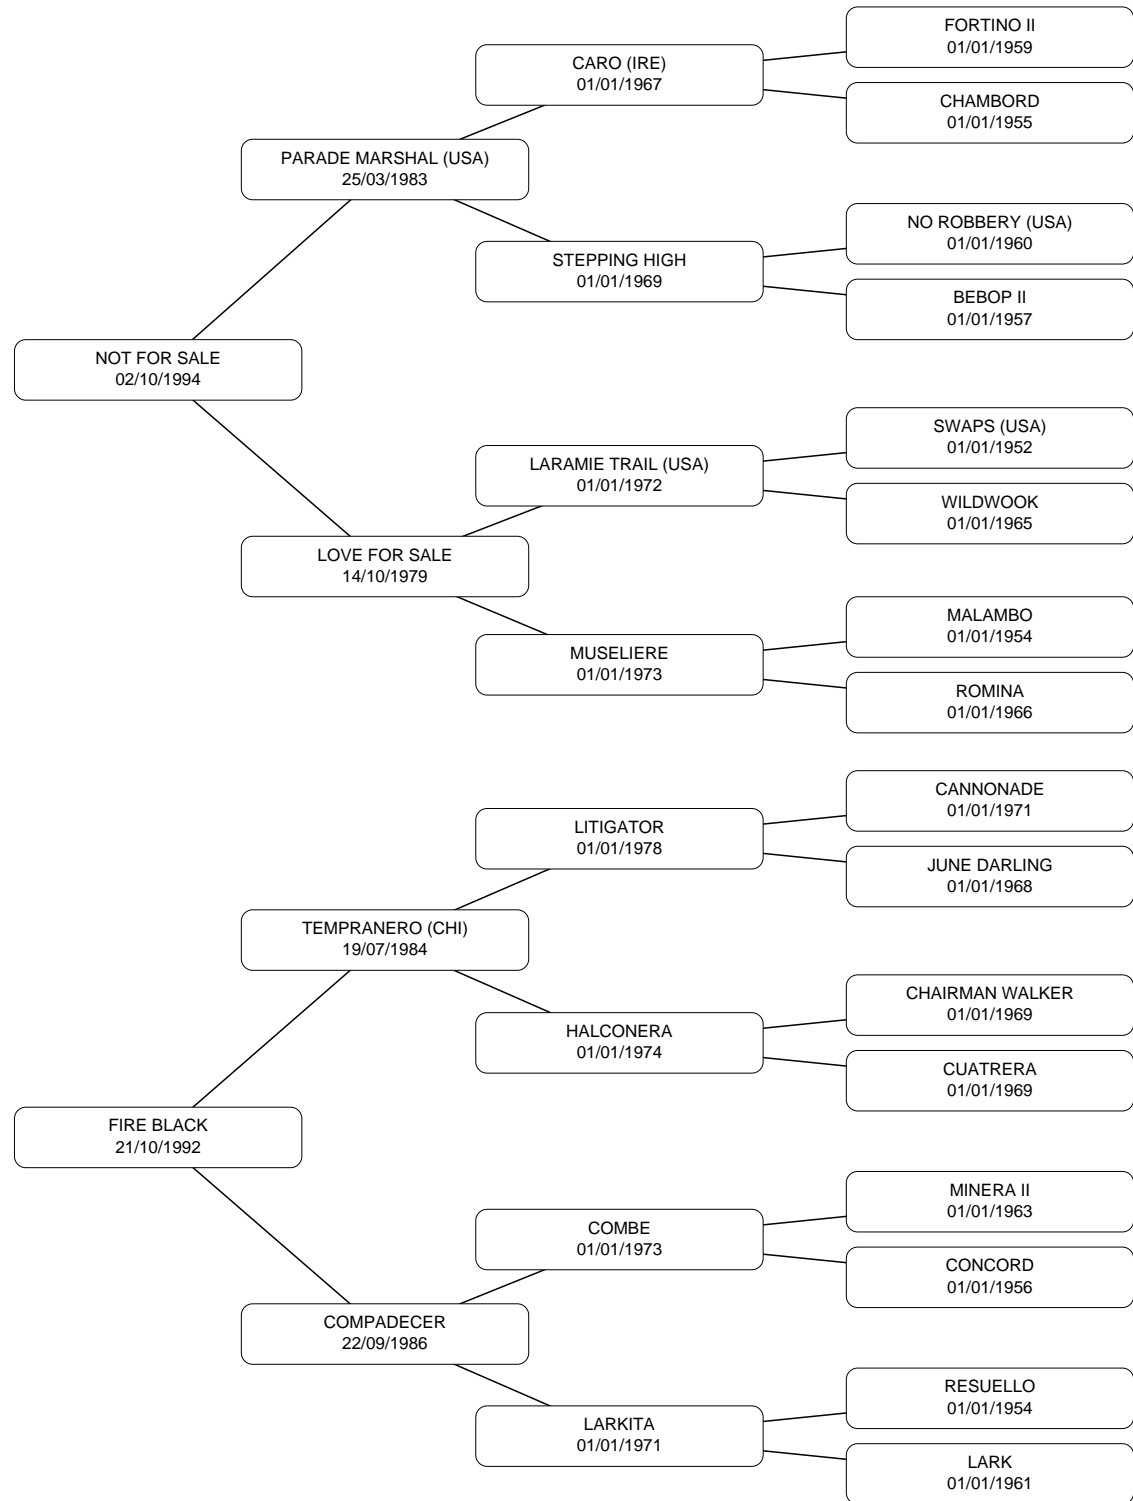 FORTINO II
01/01/1959
CARO (IRE)
01/01/1967
CHAMBORD
01/01/1955
PARADE MARSHAL (USA)
25/03/1983
NO ROBBERY (USA)
01/01/1960
STEPPING HIGH
01/01/1969
BEBOP II
01/01/1957
NOT FOR SALE
02/10/1994
SWAPS (USA)
01/01/1952
LARAMIE TRAIL (USA)
01/01/1972
WILDWOOK
01/01/1965
LOVE FOR SALE
14/10/1979
MALAMBO
01/01/1954
MUSELIERE
01/01/1973
ROMINA
01/01/1966
CANNONADE
01/01/1971
LITIGATOR
01/01/1978
JUNE DARLING
01/01/1968
TEMPRANERO (CHI)
19/07/1984
CHAIRMAN WALKER
01/01/1969
HALCONERA
01/01/1974
CUATRERA
01/01/1969
FIRE BLACK
21/10/1992
MINERA II
01/01/1963
COMBE
01/01/1973
CONCORD
01/01/1956
COMPADECER
22/09/1986
RESUELLO
01/01/1954
LARKITA
01/01/1971
LARK
01/01/1961